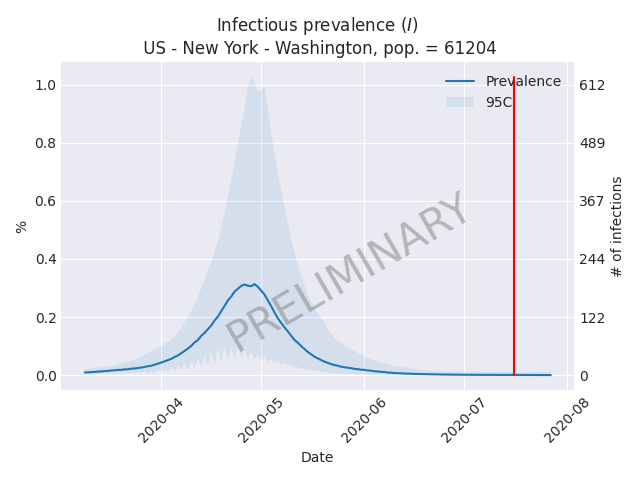 Infectious prevalence (I)
US - New York - Washington, pop. = 61204
1.0
0.8
0.6
0.4
0.2
0.0
%
Prevalence
95C
PRELIMINARY
612
489
367
244
122
0
# of infections
2020-04
2020-05
2020-06
2020-07
2020-08
Date